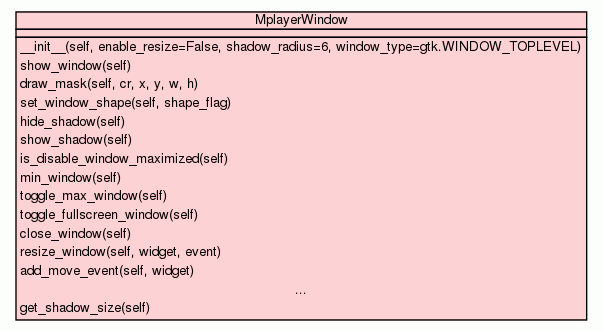 MplayerWindow
__init__(self, enable_resize=False, shadow_radius=6, window_type=gtk.WINDOW_TOPLEVEL)
show_window(self)
draw_mask(self, cr, x, y, w, h)
set_window_shape(self, shape_flag)
hide_shadow(self)
show_shadow(self)
is_disable_window_maximized(self)
min_window(self)
toggle_max_window(self)
toggle_fullscreen_window(self)
close_window(self)
resize_window(self, widget, event)
add_move_event(self, widget)
...
get_shadow_size(self)